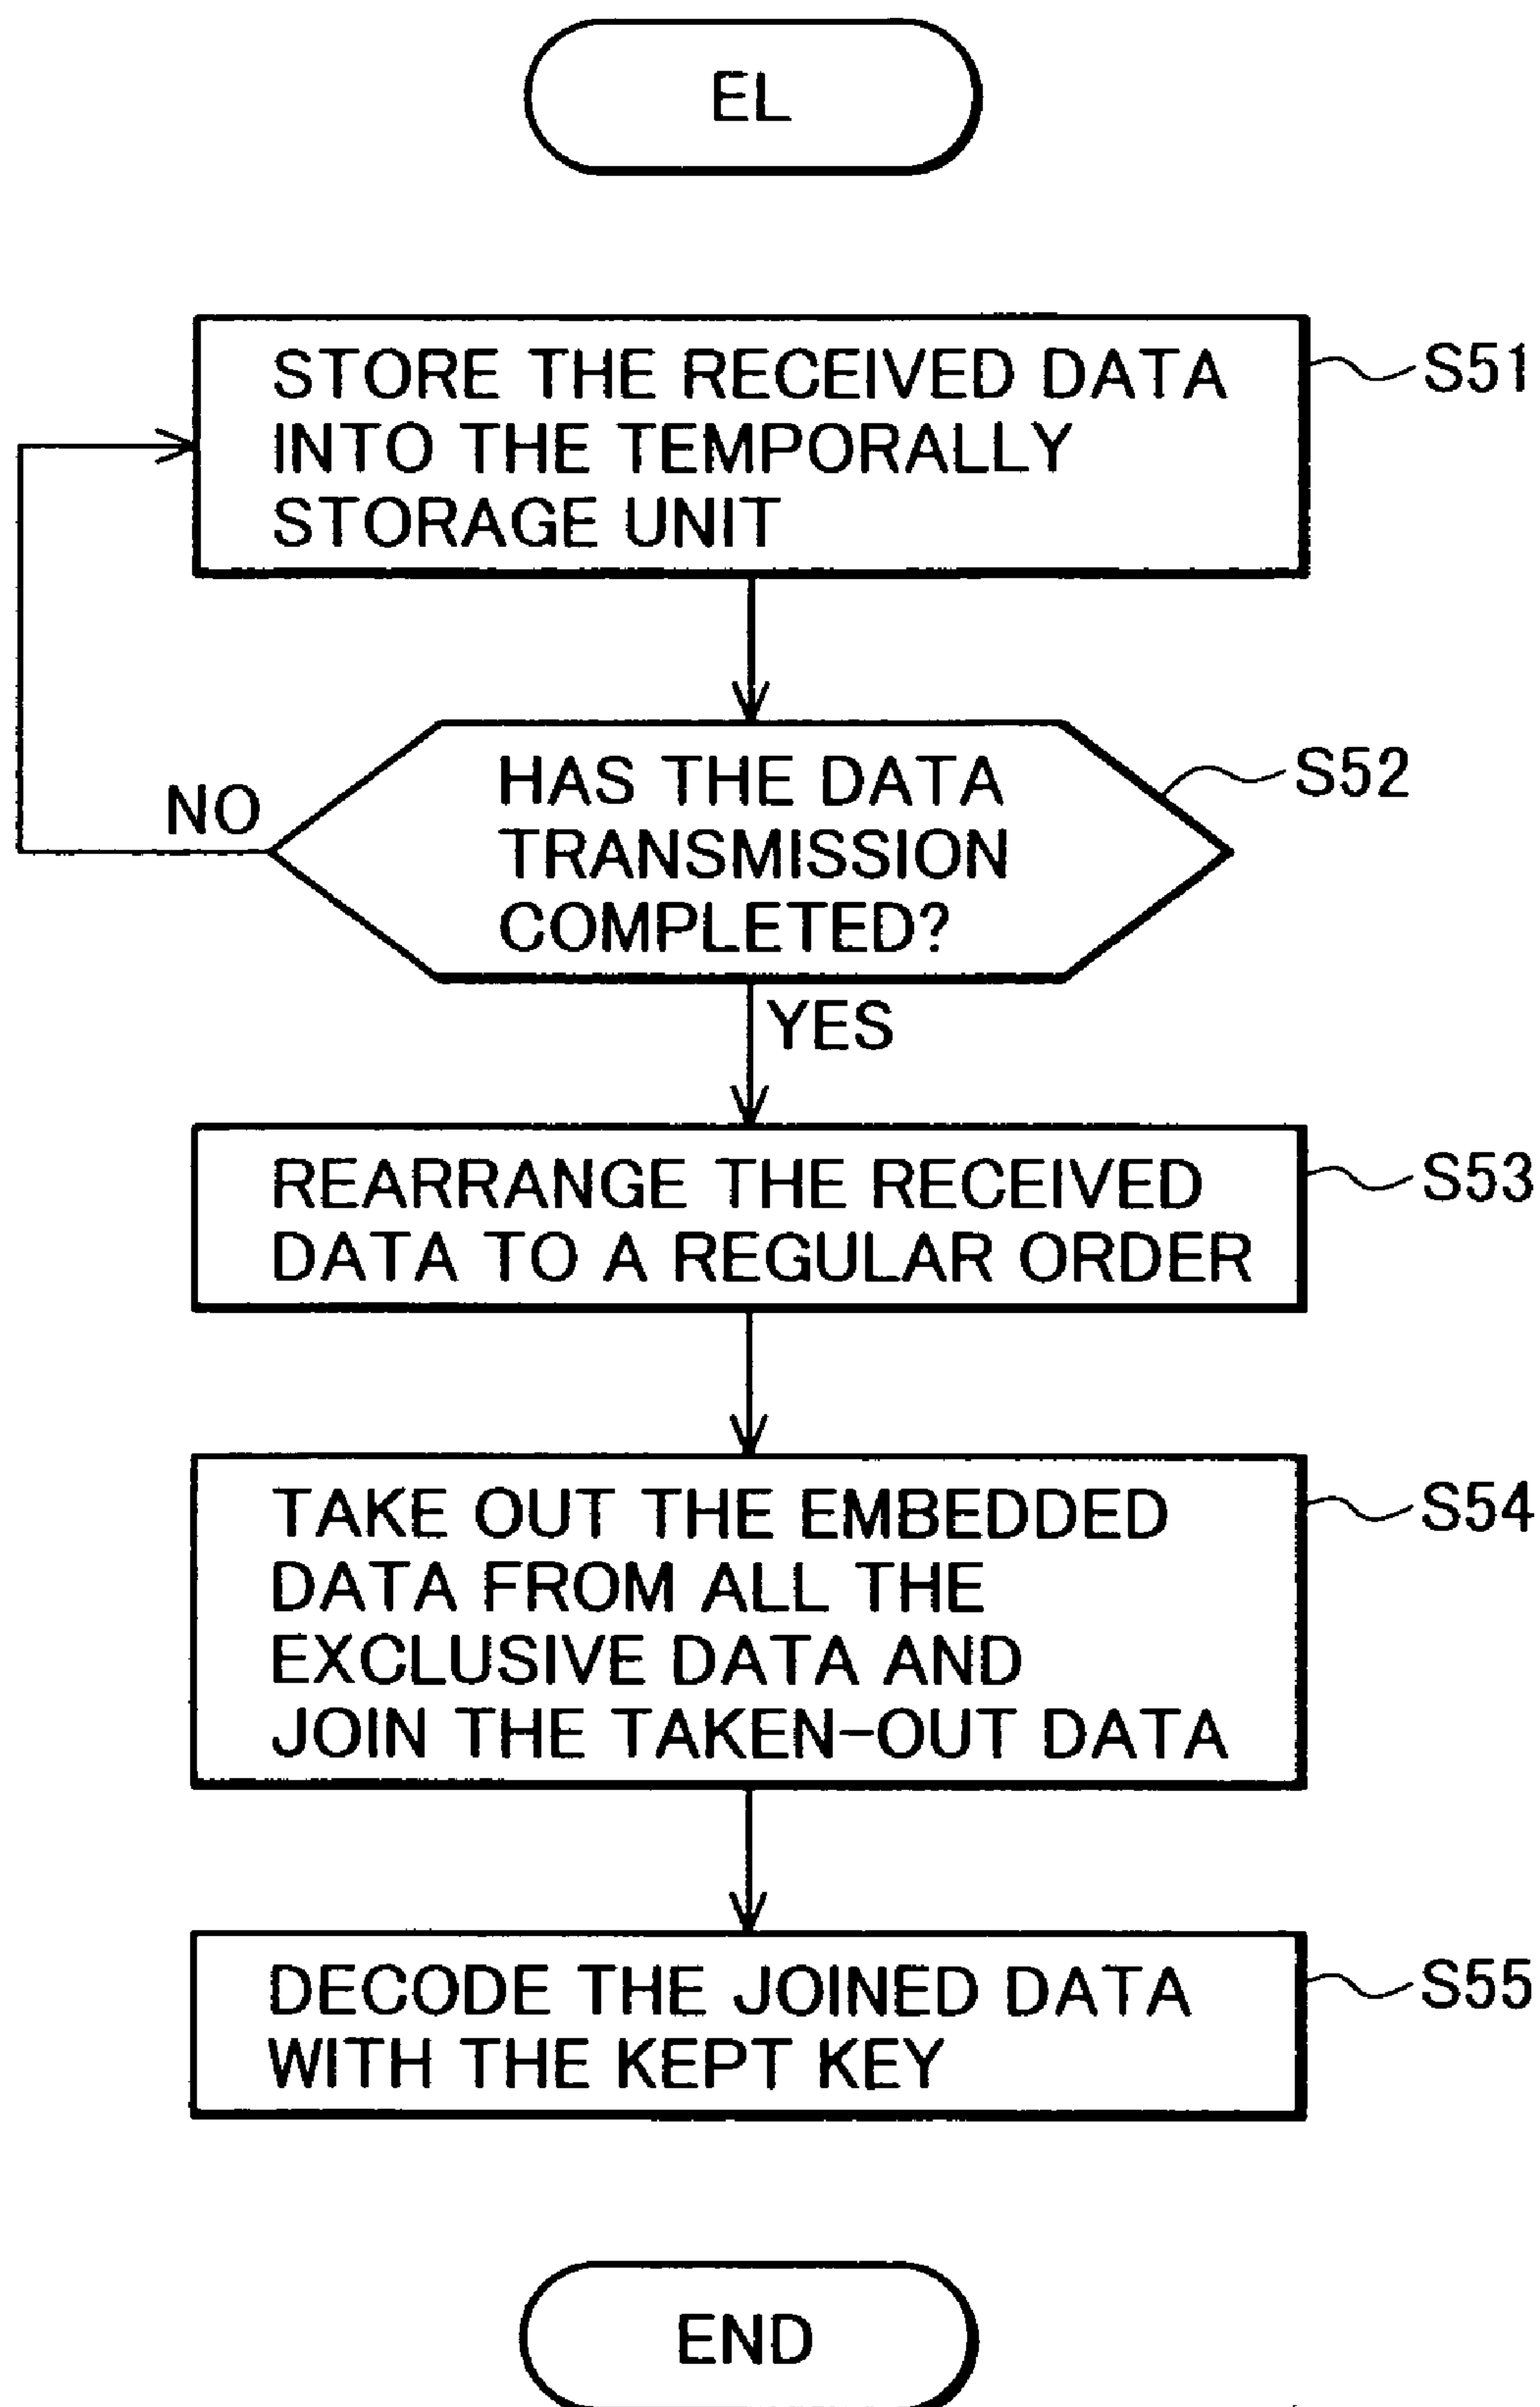 EL
STORE THE RECEIVED DATA
INTO THE TEMPORALLY
STORAGE UNIT
S51
HAS THE DATA
TRANSMISSION
COMPLETED?
S52
NO
YES
REARRANGE THE RECEIVED
DATA TO A REGULAR ORDER
S53
TAKE OUT THE EMBEDDED
DATA FROM ALL THE
EXCLUSIVE DATA AND
JOIN THE TAKEN-OUT DATA
S54
DECODE THE JOINED DATA
WITH THE KEPT KEY
S55
END